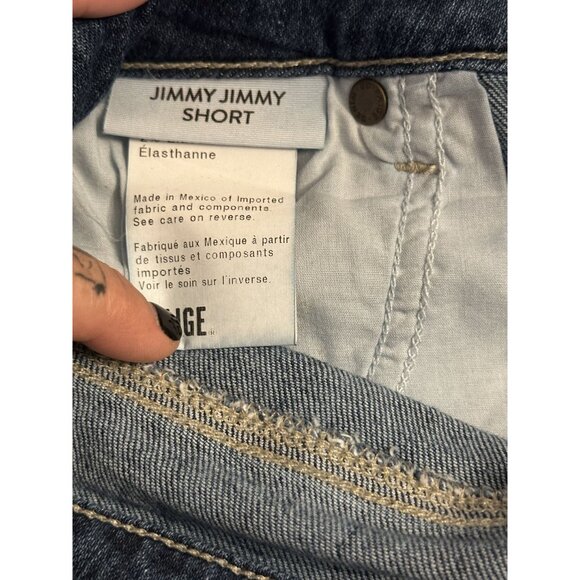 JIMMY JIMMY
SHORT
Élasthanne
Made in Mexico of Imported
fabric and components.
See care on reverse.
Fabriqué aux Mexique à partir
de tissus et composants
importés
Voir le soin sur l'inverse.